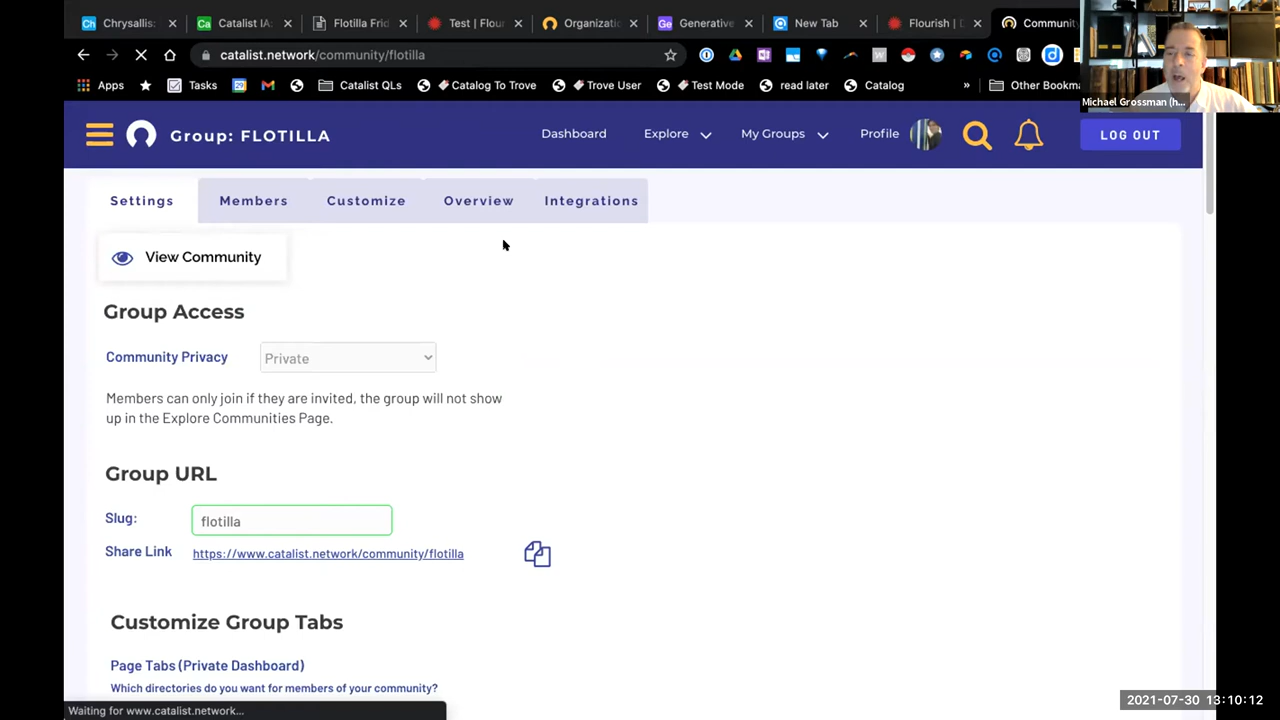 Chrysallis:
Catalist IA:
Flotilla Frid
Test | Flou
Organizatio
Generative
New Tab
Flourish | D
Communit
catalist.network/community/flotilla
Apps
Tasks
Catalist QLs
Catalog To Trove
Trove User
Test Mode
read later
Catalog
»
Other Bookma
Michael Grossman (h...
Group: FLOTILLA
Dashboard
Explore
My Groups
Profile
LOG OUT
Settings
Members
Customize
Overview
Integrations
View Community
Group Access
Community Privacy
Private
Members can only join if they are invited, the group will not show
up in the Explore Communities Page.
Group URL
Slug:
flotilla
Share Link
https://www.catalist.network/community/flotilla
Customize Group Tabs
Page Tabs (Private Dashboard)
Which directories do you want for members of your community?
Waiting for www.catalist.network...
2021-07-30 13:10:12